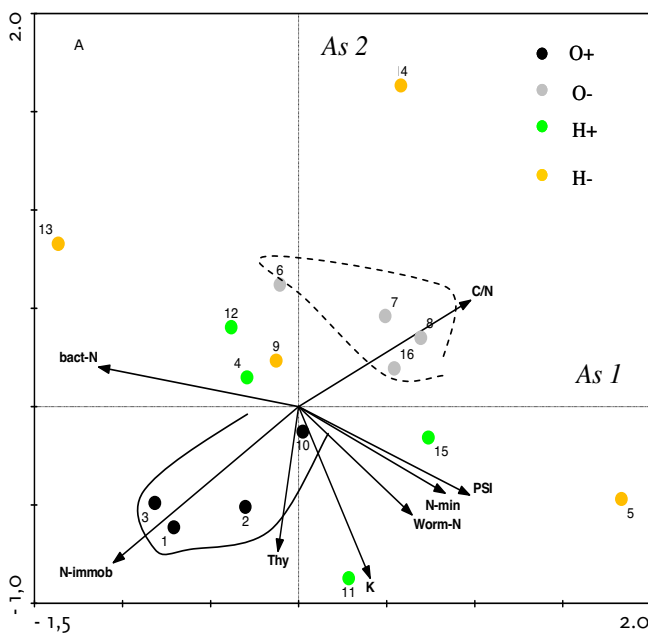 2.0
A
As 2
4
O+
O-
H+
H-
13
6
7
C/N
12
8
bact-N
9
16
4
As 1
10
15
PSI
N-min
3
2
5
Worm-N
1
Thy
N-immob
11
K
-1,0
- 1,5
2.0